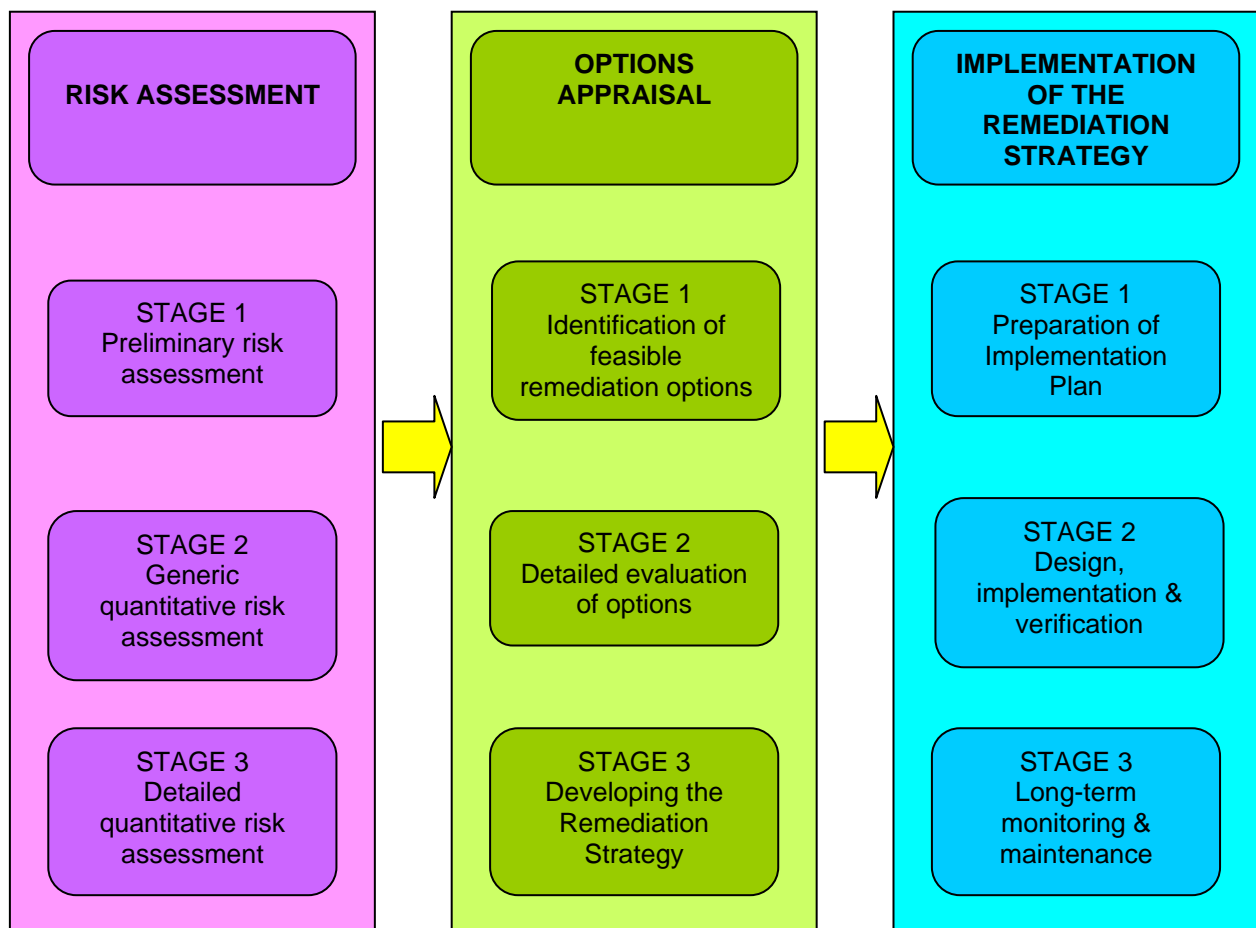 RISK ASSESSMENT
STAGE 1
Preliminary risk
assessment
STAGE 2
Generic
quantitative risk
assessment
STAGE 3
Detailed
quantitative risk
assessment
OPTIONS
APPRAISAL
STAGE 1
Identification of
feasible
remediation options
STAGE 2
Detailed evaluation
of options
STAGE 3
Developing the
Remediation
Strategy
IMPLEMENTATION
OF THE
REMEDIATION
STRATEGY
STAGE 1
Preparation of
Implementation
Plan
STAGE 2
Design,
implementation &
verification
STAGE 3
Long-term
monitoring &
maintenance